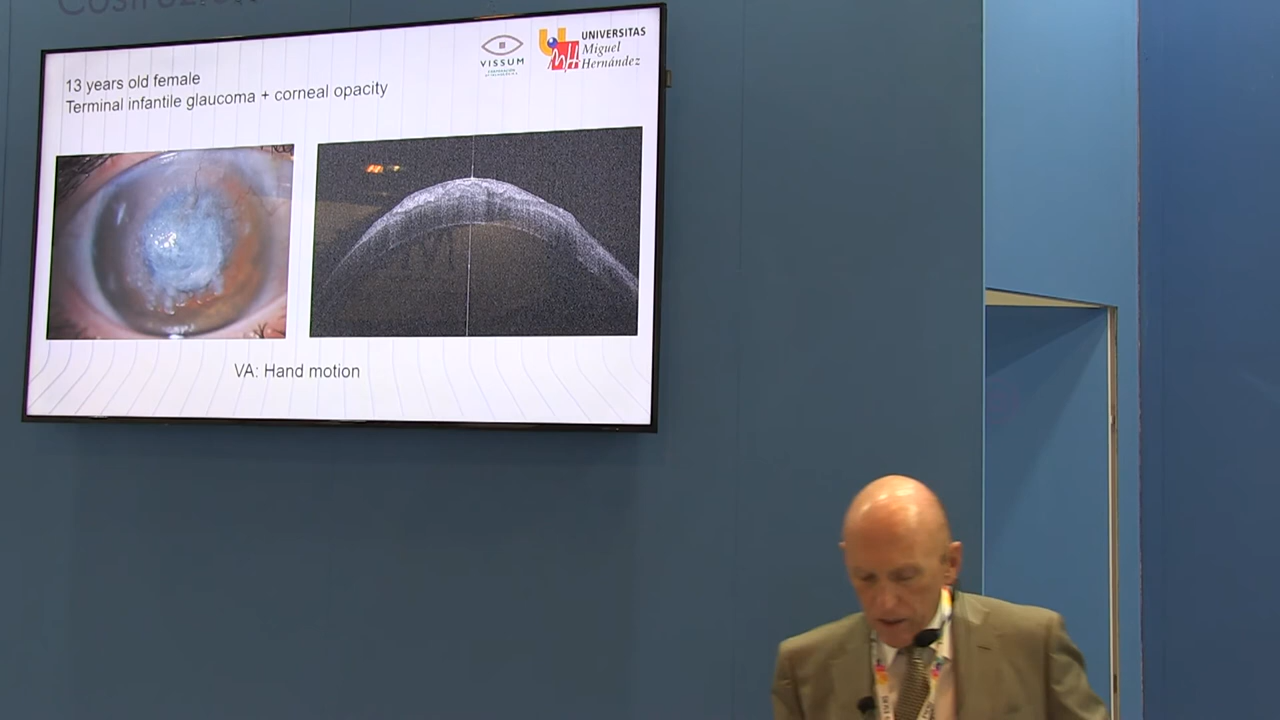 13 years old female
Terminal infantile glaucoma + corneal opacity
VISSUM
UNIVERSITAS
Miguel
Hernández
VA: Hand motion